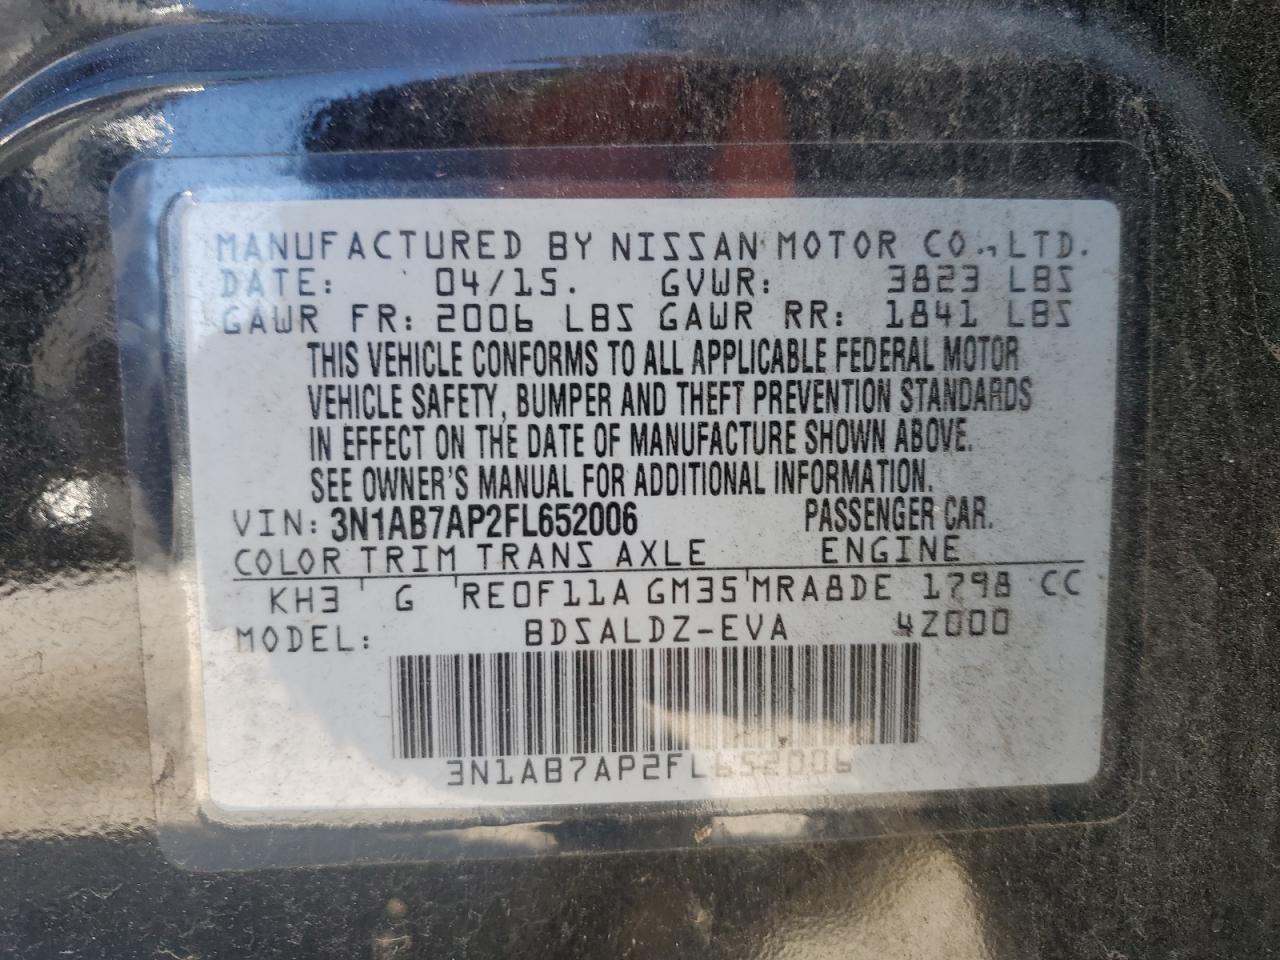 MANUFACTURED BY NISSAN MOTOR CO., LTD.
DATE: 04/15. GVWR: 3823 LBS
GAWR FR: 2006 LBS GAWR RR: 1841 LBS
THIS VEHICLE CONFORMS TO ALL APPLICABLE FEDERAL MOTOR
VEHICLE SAFETY, BUMPER AND THEFT PREVENTION STANDARDS
IN EFFECT ON THE DATE OF MANUFACTURE SHOWN ABOVE.
SEE OWNER'S MANUAL FOR ADDITIONAL INFORMATION.
VIN: 3N1AB7AP2FL652006 PASSENGER CAR.
COLOR TRIM TRANS AXLE ENGINE
KH3 G RE0F11A GM35 MRA8DE 1798 CC
MODEL: BDSALDZ-EVA 4Z000
3N1AB7AP2FL652006